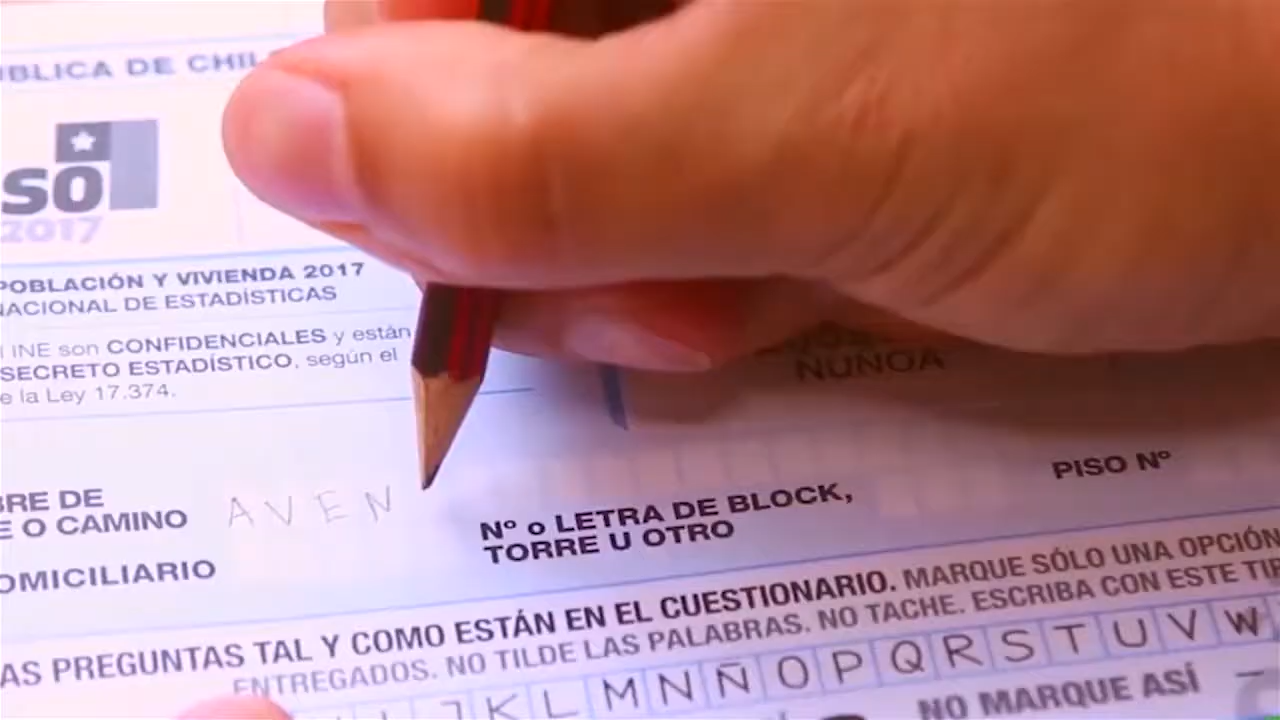 ÚBLICA DE CHIL
SO
2017
POBLACIÓN Y VIVIENDA 2017
NACIONAL DE ESTADÍSTICAS
INE son CONFIDENCIALES y están
SECRETO ESTADÍSTICO, según el
e la Ley 17.374.
ÑUÑOA
PISO Nº
BRE DE
E O CAMINO
AVEN
Nº o LETRA DE BLOCK,
TORRE U OTRO
OMICILIARIO
AS PREGUNTAS TAL Y COMO ESTÁN EN EL CUESTIONARIO. MARQUE SÓLO UNA OPCIÓN
ENTREGADOS. NO TILDE LAS PALABRAS. NO TACHE. ESCRIBA CON ESTE TIP
J K L M N Ñ O P Q R S T U V W
NO MARQUE ASÍ